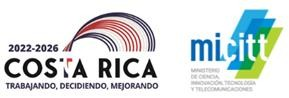 2022-2026
COSTA RICA
TRABAJANDO, DECIDIENDO, MEJORANDO
micitt
MINISTERIO
DE CIENCIA,
INNOVACIÓN, TECNOLOGÍA
Y TELECOMUNICACIONES